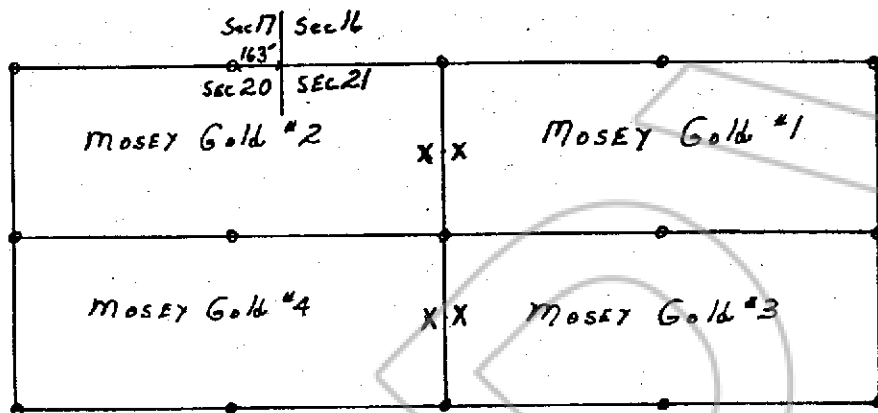 Sec 17 Sec 16
163'
Sec 20 SEC 21
MOSEY Gold #2
MOSEY Gold #1
X X
MOSEY Gold #4
MOSEY Gold #3
X X